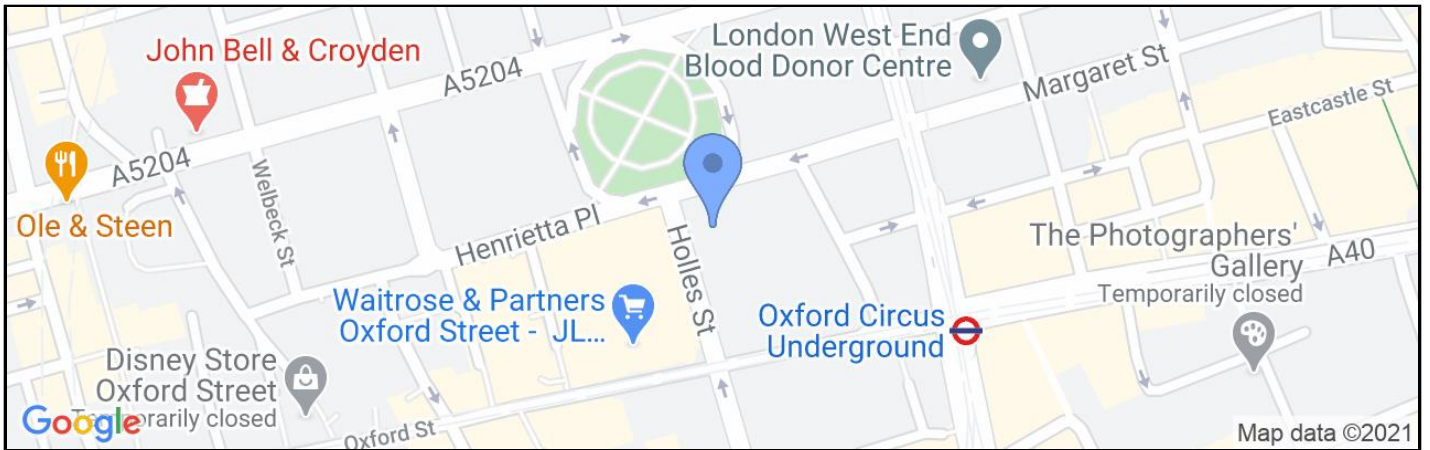 John Bell & Croyden
A5204
London West End
Blood Donor Centre
Margaret St
Eastcastle St
A5204
Welbeck St
Ole & Steen
Henrietta Pl
Holles St
The Photographers'
Gallery
Temporarily closed
A40
Waitrose & Partners
Oxford Street - JL...
Oxford Circus
Underground
Disney Store
Oxford Street
Temporarily closed
Google
Oxford St
Map data ©2021